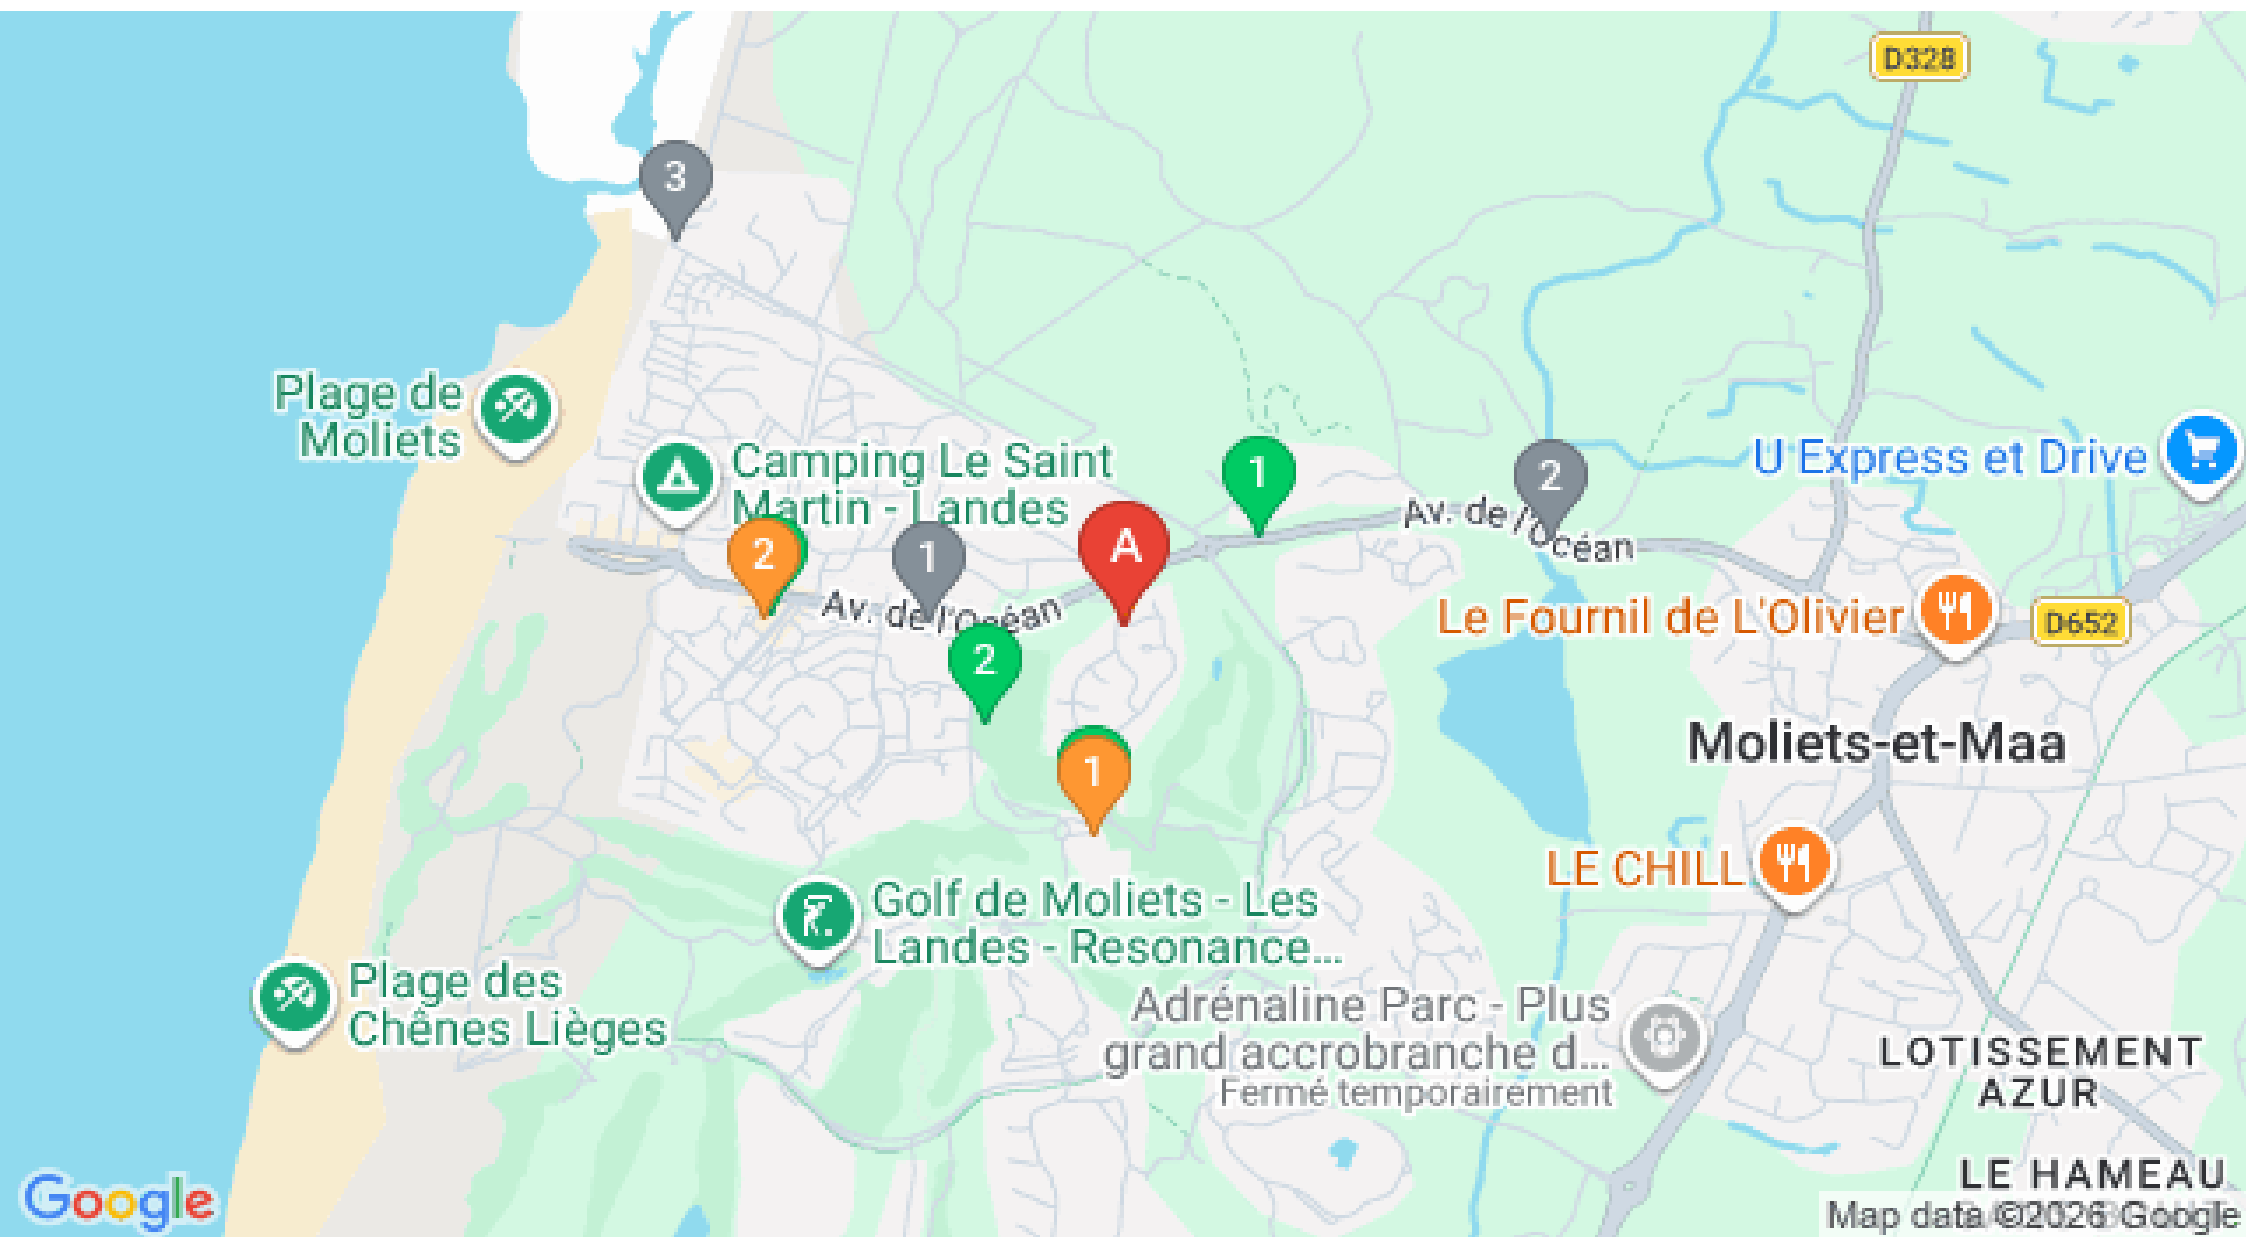 D328
3
Plage de
Moliets
Camping Le Saint
Martin - Landes
1
2
U Express et Drive
Av. de l'Océan
2
1
A
Av. de l'Océan
Le Fournil de L'Olivier
D652
2
1
Moliets-et-Maa
LE CHILL
Golf de Moliets - Les
Landes - Resonance...
Plage des
Chênes Lièges
Adrénaline Parc - Plus
grand accrobranche d...
Fermé temporairement
LOTISSEMENT
AZUR
LE HAMEAU
Google
Map data ©2026 Google